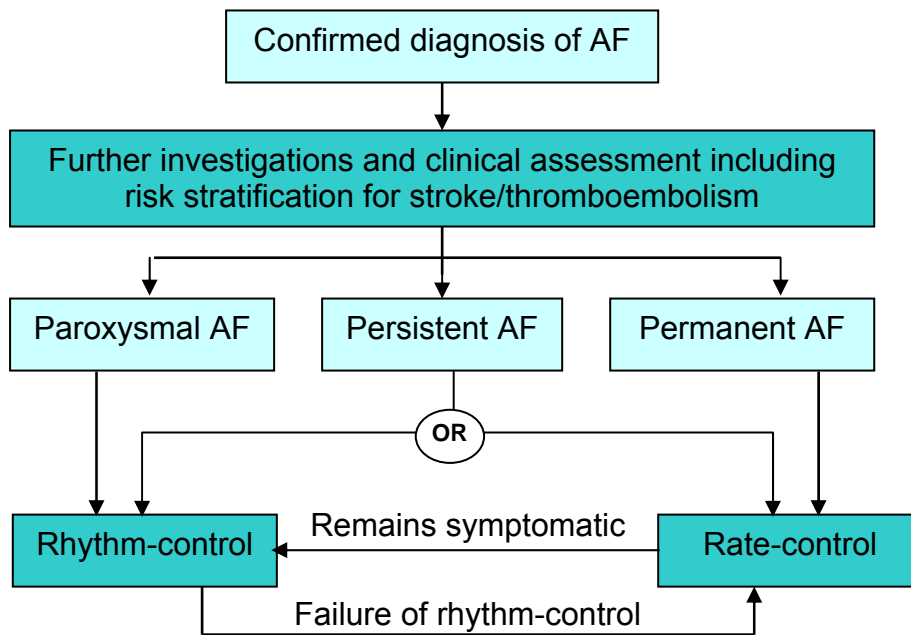 Confirmed diagnosis of AF
Further investigations and clinical assessment including
risk stratification for stroke/thromboembolism
Paroxysmal AF
Persistent AF
Permanent AF
OR
Rhythm-control
Remains symptomatic
Rate-control
Failure of rhythm-control